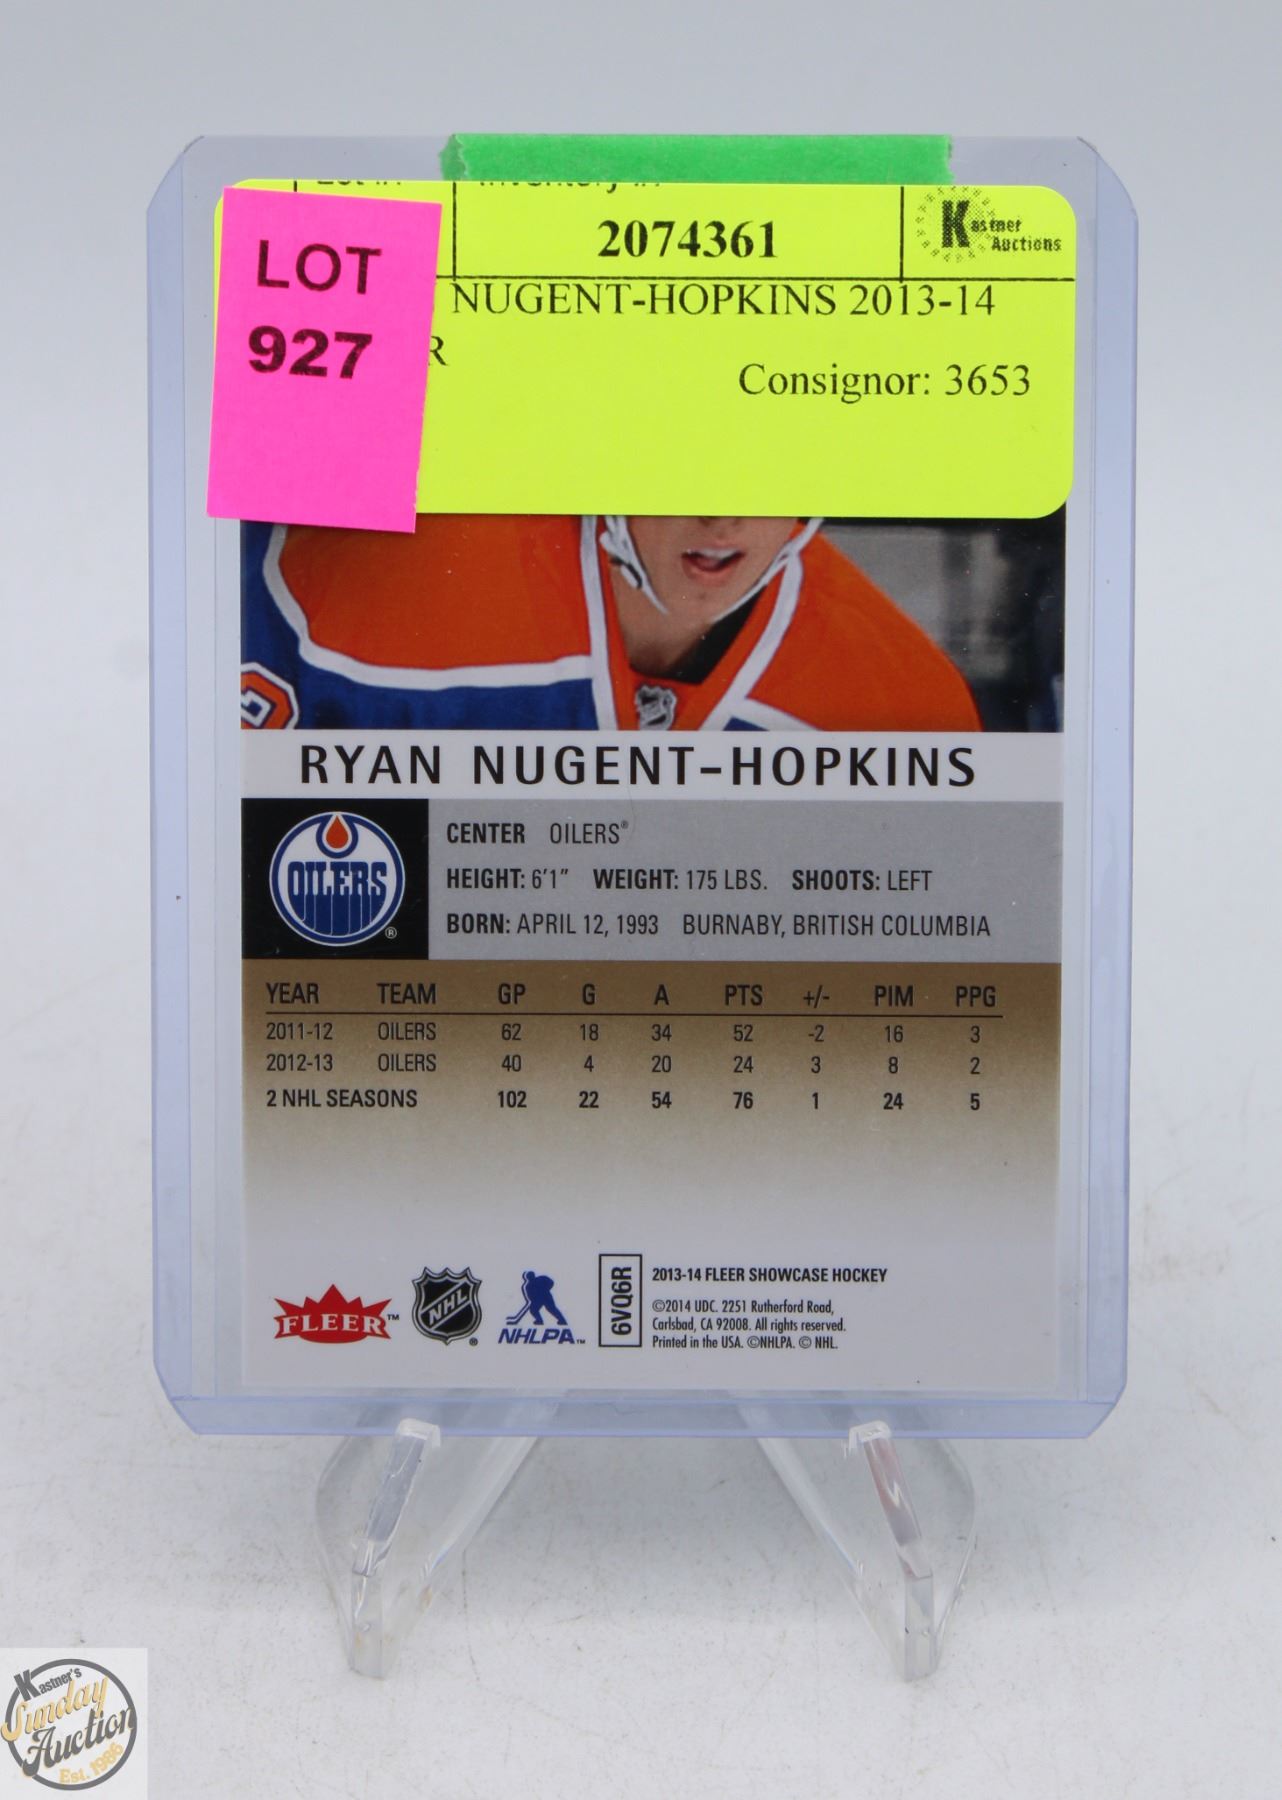 2074361
Kastner
Auctions
LOT
927
NUGENT-HOPKINS 2013-14
R
Consignor: 3653
RYAN NUGENT-HOPKINS
OILERS ®
CENTER OILERS®
HEIGHT: 6'1" WEIGHT: 175 LBS. SHOOTS: LEFT
BORN: APRIL 12, 1993 BURNABY, BRITISH COLUMBIA
YEAR TEAM GP G A PTS +/- PIM PPG
2011-12 OILERS 62 18 34 52 -2 16 3
2012-13 OILERS 40 4 20 24 3 8 2
2 NHL SEASONS 102 22 54 76 1 24 5
FLEER™
NHL ®
NHLPA™
6VQ6R
2013-14 FLEER SHOWCASE HOCKEY
©2014 UDC. 2251 Rutherford Road,
Carlsbad, CA 92008. All rights reserved.
Printed in the USA. ©NHLPA. © NHL.
Kastner's
Sunday
Auction
Est. 1986